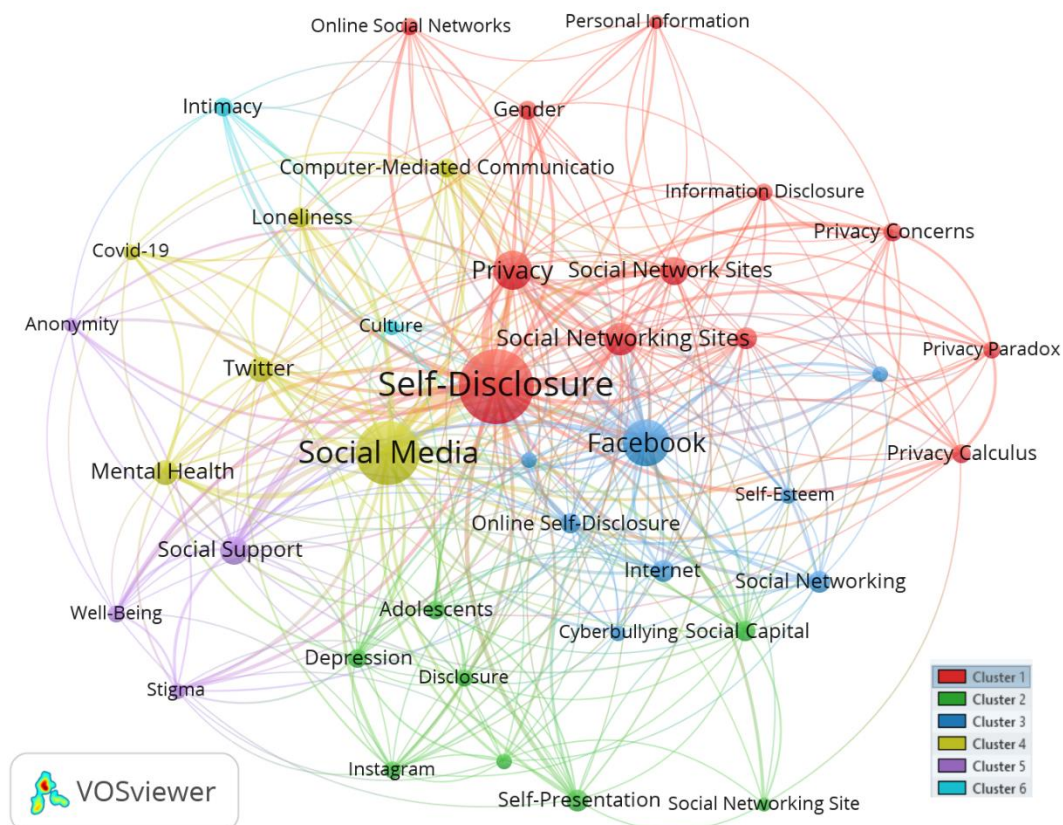 Online Social Networks
Personal Information
Intimacy
Gender
Computer-Mediated Communicatio
Information Disclosure
Loneliness
Privacy Concerns
Covid-19
Privacy
Social Network Sites
Anonymity
Culture
Social Networking Sites
Privacy Paradox
Twitter
Self-Disclosure
Social Media
Facebook
Privacy Calculus
Mental Health
Self-Esteem
Online Self-Disclosure
Social Support
Internet
Social Networking
Well-Being
Adolescents
Cyberbullying
Social Capital
Depression
Disclosure
Stigma
Cluster 1
Cluster 2
Cluster 3
Cluster 4
Cluster 5
Cluster 6
Instagram
Self-Presentation
Social Networking Site
VOSviewer